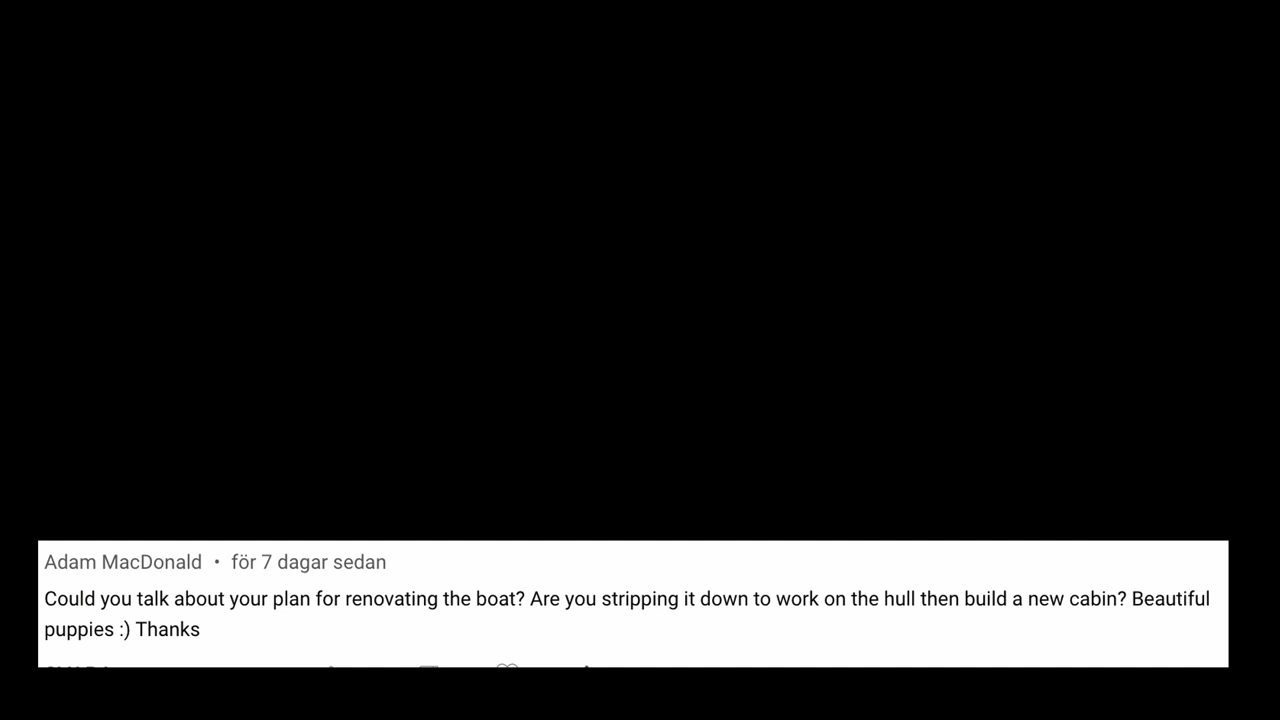 Adam MacDonald • för 7 dagar sedan
Could you talk about your plan for renovating the boat? Are you stripping it down to work on the hull then build a new cabin? Beautiful
puppies :) Thanks